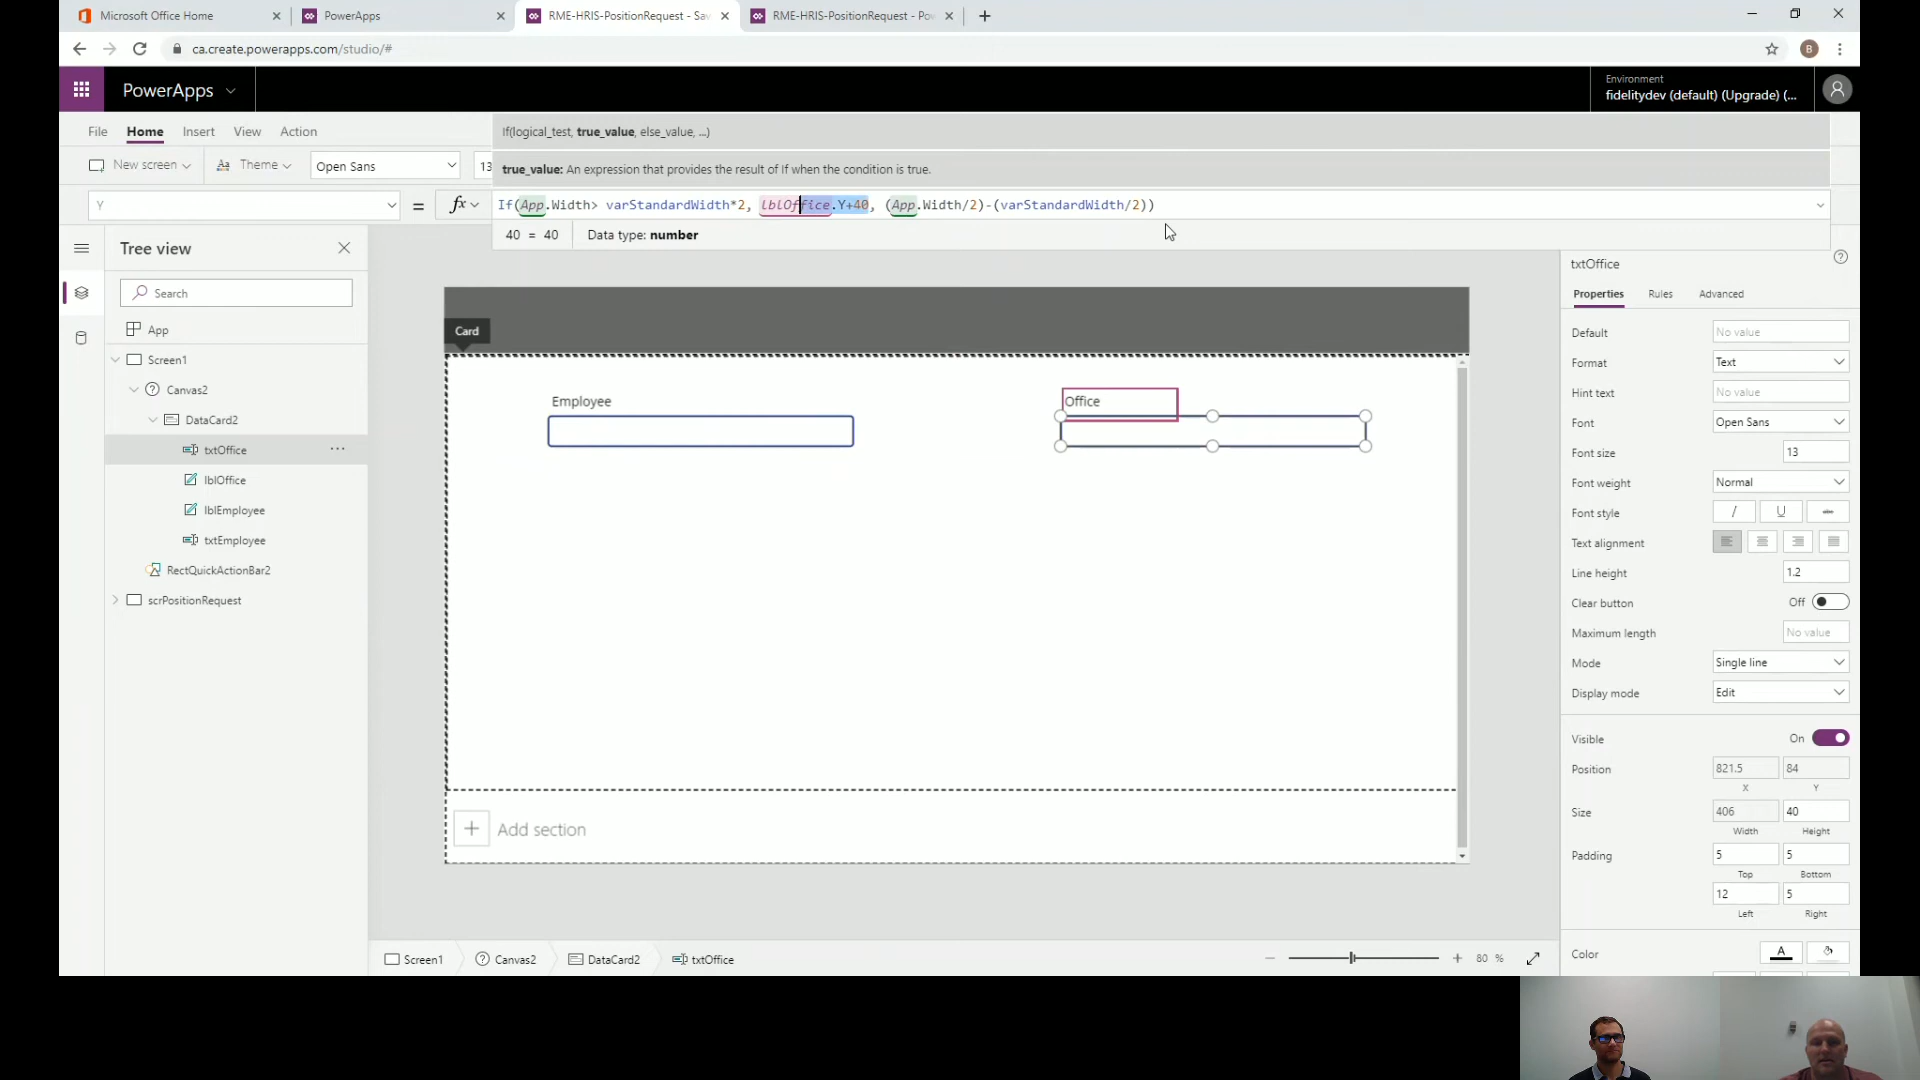 Microsoft Office Home
PowerApps
RME-HRIS-PositionRequest - Sav
RME-HRIS-PositionRequest - Pow
ca.create.powerapps.com/studio/#
B
PowerApps
Environment
fidelitydev (default) (Upgrade) (...
File Home Insert View Action
If(logical_test, true_value, else_value, ...)
New screen
Theme
Open Sans
13
true_value: An expression that provides the result of If when the condition is true.
Y
= fx
If(App.Width> varStandardWidth*2, lblOffice.Y+40, (App.Width/2)-(varStandardWidth/2))
40 = 40 Data type: number
Tree view
Search
App
Screen1
Canvas2
DataCard2
txtOffice
lblOffice
lblEmployee
txtEmployee
RectQuickActionBar2
scrPositionRequest
Card
Employee
Office
Add section
txtOffice
Properties Rules Advanced
Default No value
Format Text
Hint text No value
Font Open Sans
Font size 13
Font weight Normal
Font style / U
Text alignment
Line height 1.2
Clear button Off
Maximum length No value
Mode Single line
Display mode Edit
Visible On
Position 821.5 84
X Y
Size 406 40
Width Height
Padding 5 5
Top Bottom
12 5
Left Right
Color A
Screen1 Canvas2 DataCard2 txtOffice
80 %